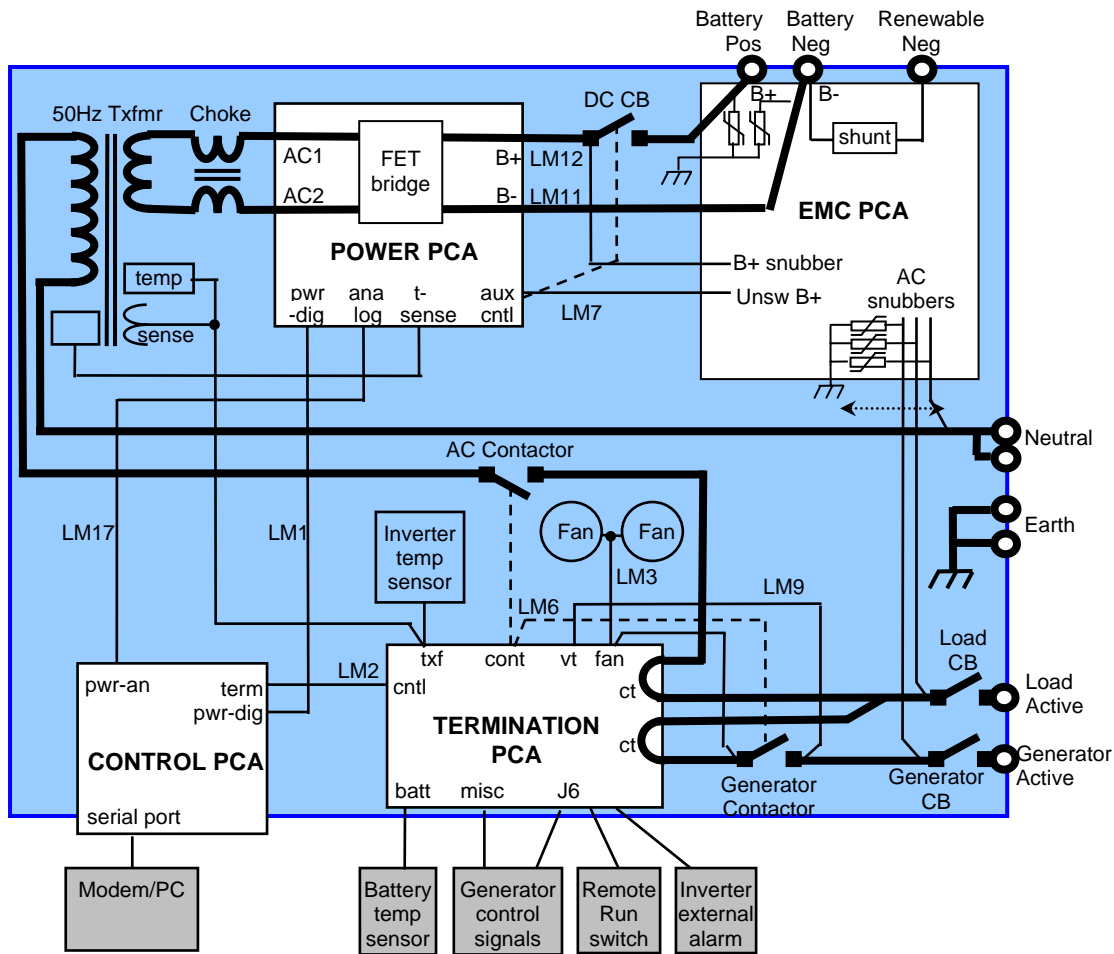 Battery
Pos
Battery
Neg
Renewable
Neg
50Hz Txfmr
Choke
DC CB
B+
B-
shunt
AC1
FET
bridge
B+
LM12
AC2
B-
LM11
EMC PCA
POWER PCA
temp
B+ snubber
AC
snubbers
pwr
-dig
ana
log
t-
sense
aux
cntl
Unsw B+
LM7
sense
Neutral
AC Contactor
LM17
LM1
Inverter
temp
sensor
Fan
Fan
Earth
LM3
LM9
LM6
Load
CB
txf
cont
vt
fan
pwr-an
term
LM2
cntl
ct
Load
Active
pwr-dig
TERMINATION
PCA
ct
CONTROL PCA
Generator
Contactor
Generator
CB
Generator
Active
batt
misc
J6
serial port
Modem/PC
Battery
temp
sensor
Generator
control
signals
Remote
Run
switch
Inverter
external
alarm